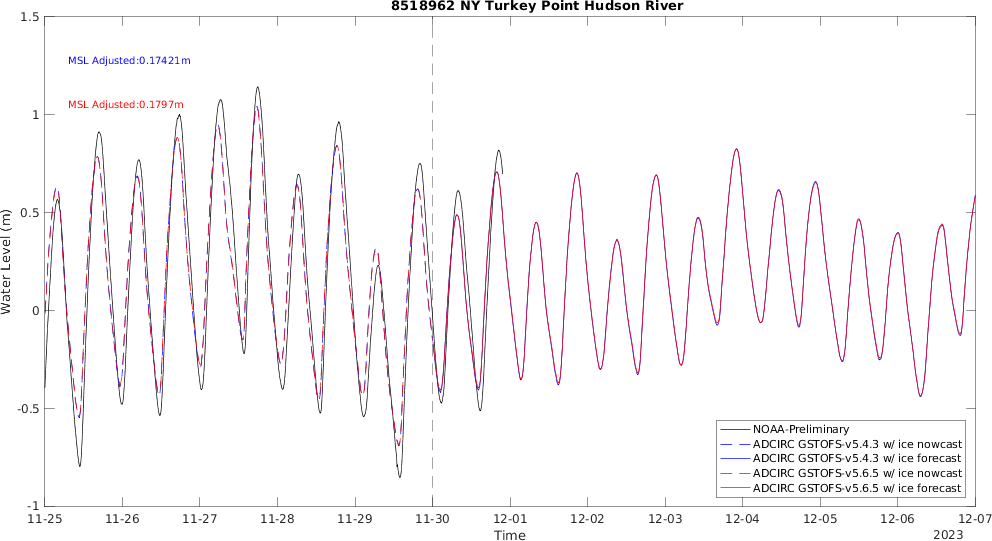 8518962 NY Turkey Point Hudson River
1.5
MSL Adjusted:0.17421m
MSL Adjusted:0.1797m
1
0.5
0
-0.5
-1
Water Level (m)
NOAA-Preliminary
ADCIRC GSTOFS-v5.4.3 w/ ice nowcast
ADCIRC GSTOFS-v5.4.3 w/ ice forecast
ADCIRC GSTOFS-v5.6.5 w/ ice nowcast
ADCIRC GSTOFS-v5.6.5 w/ ice forecast
11-25 11-26 11-27 11-28 11-29 11-30 12-01 12-02 12-03 12-04 12-05 12-06 12-07
Time
2023